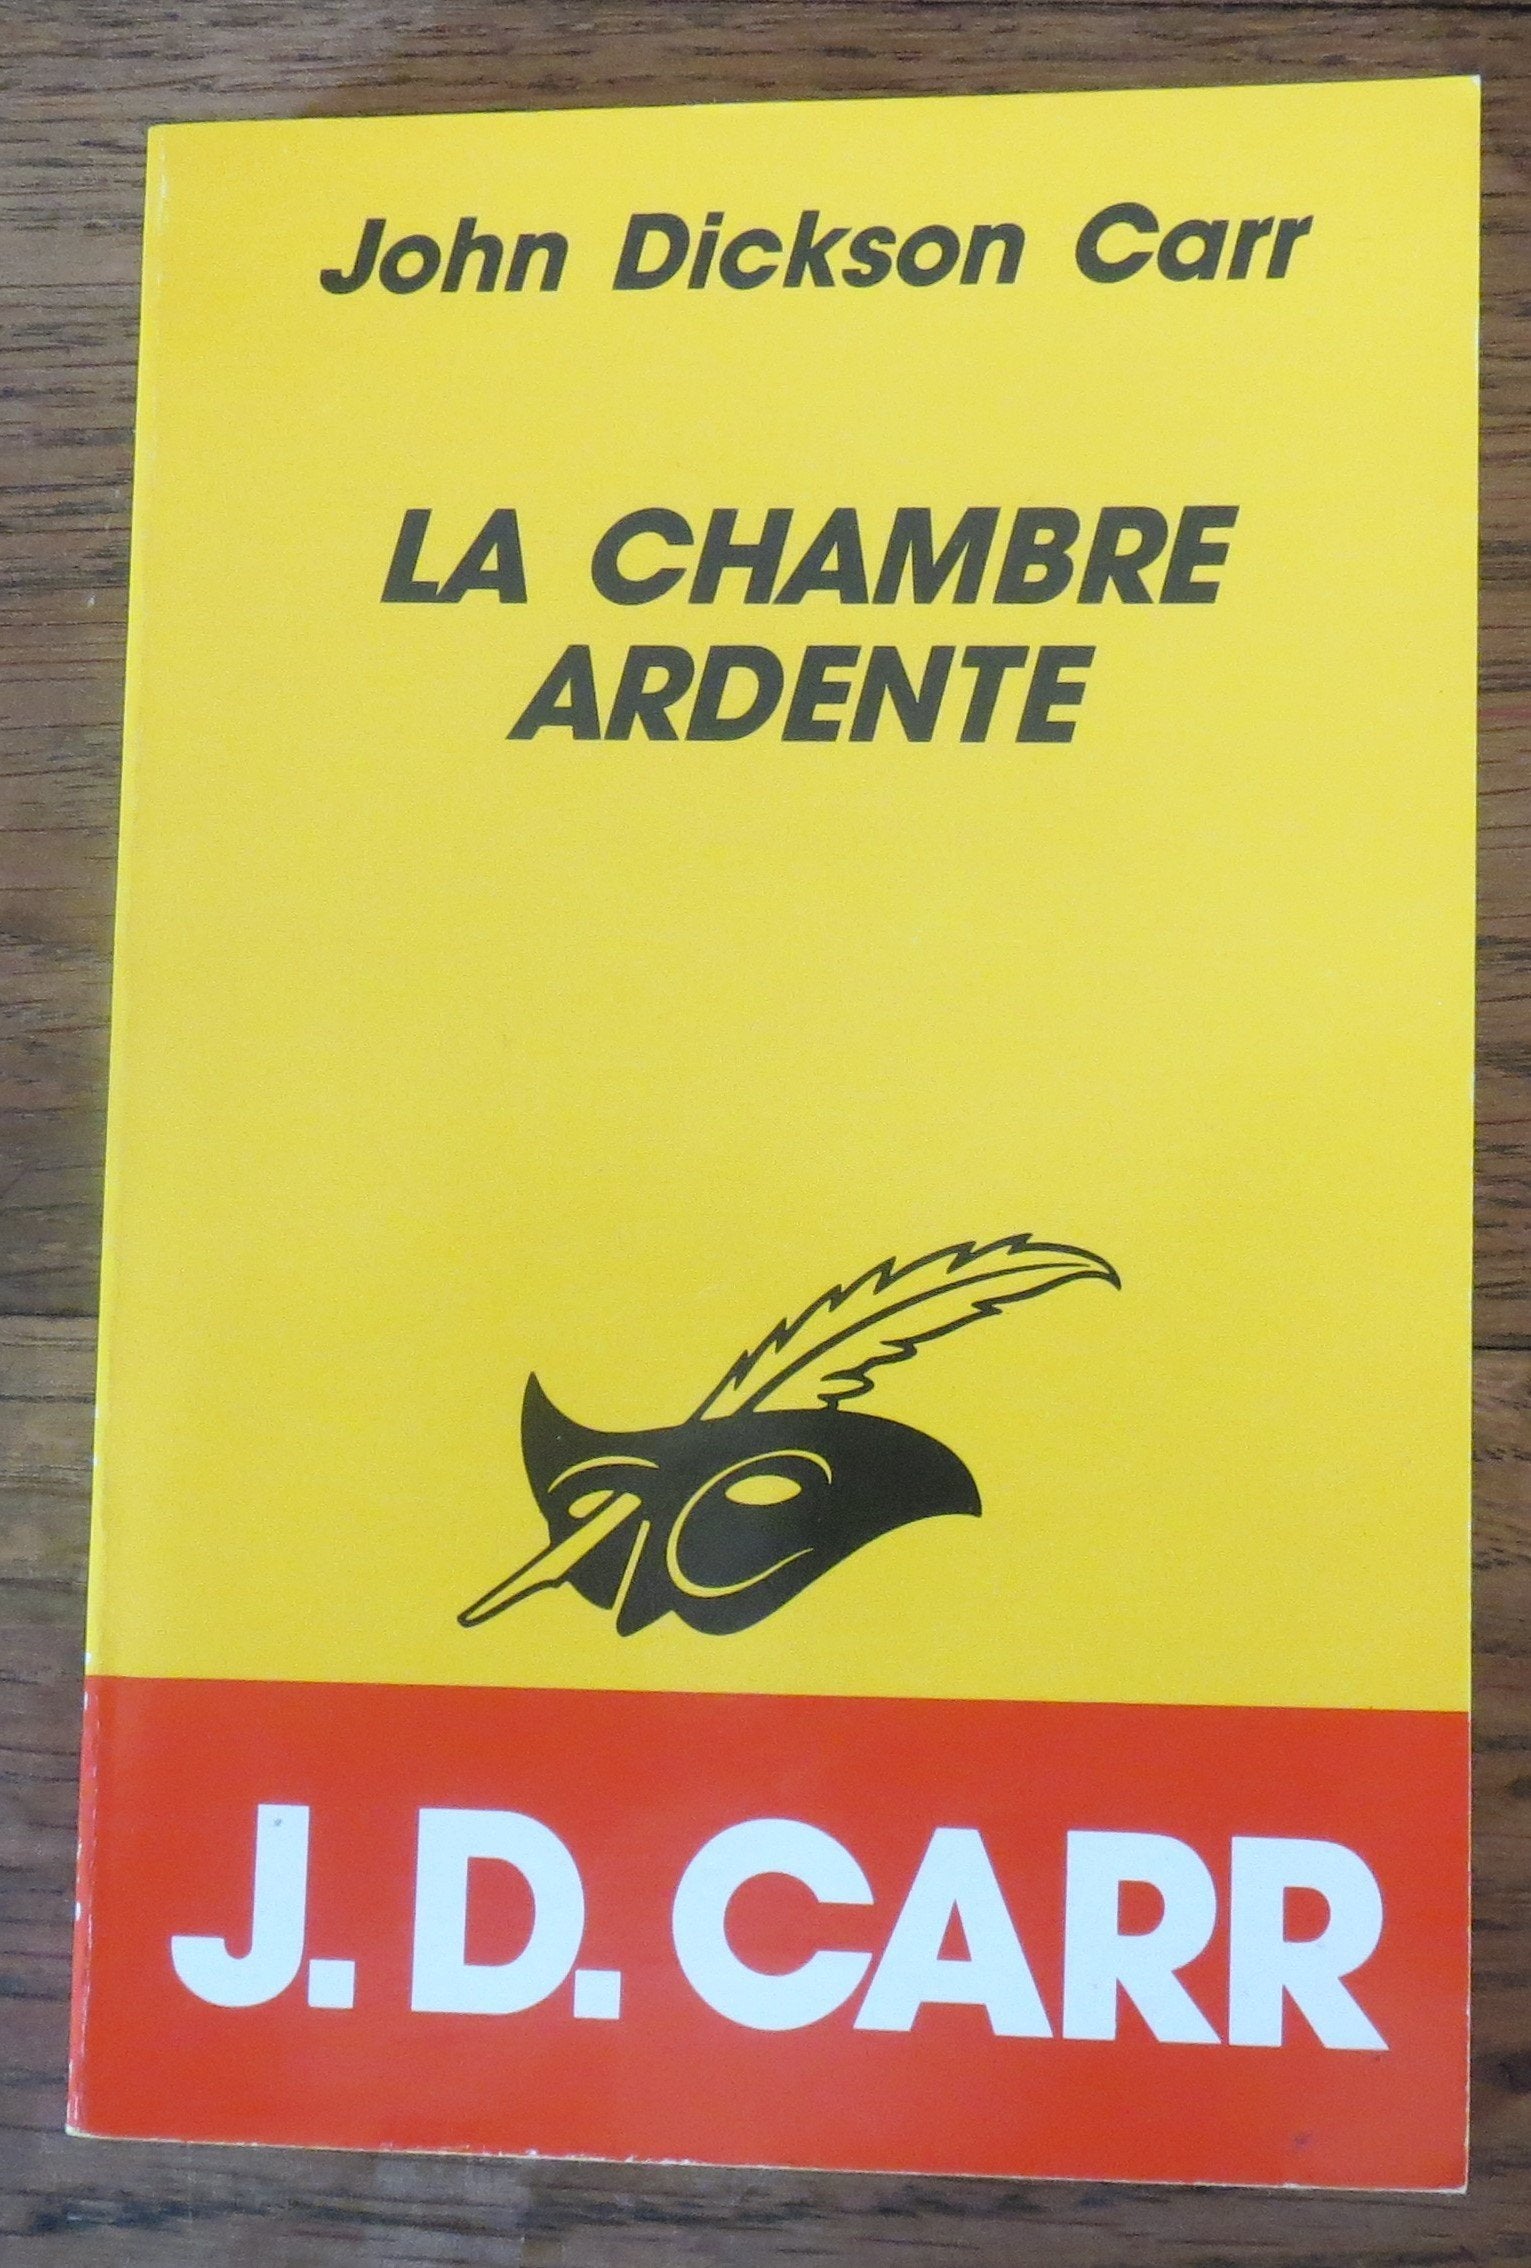 John Dickson Carr
LA CHAMBRE
ARDENTE
J. D. CARR